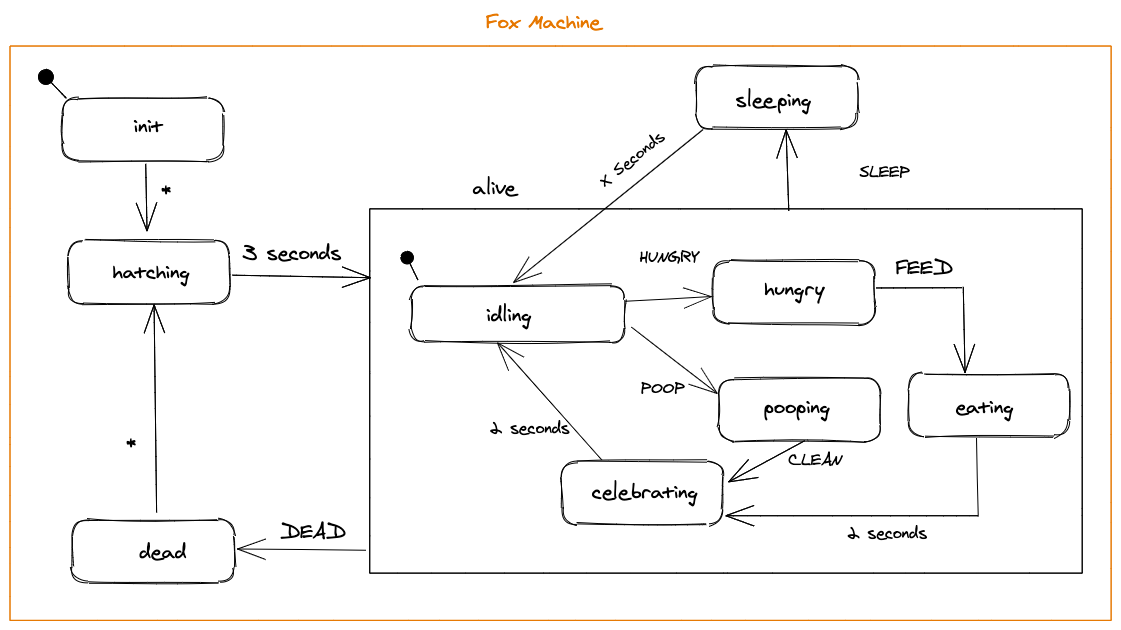 Fox Machine
init
sleeping
*
x seconds
SLEEP
alive
hatching
3 seconds
HUNGRY
hungry
FEED
idling
POOP
pooping
eating
*
2 seconds
CLEAN
celebrating
DEAD
2 seconds
dead